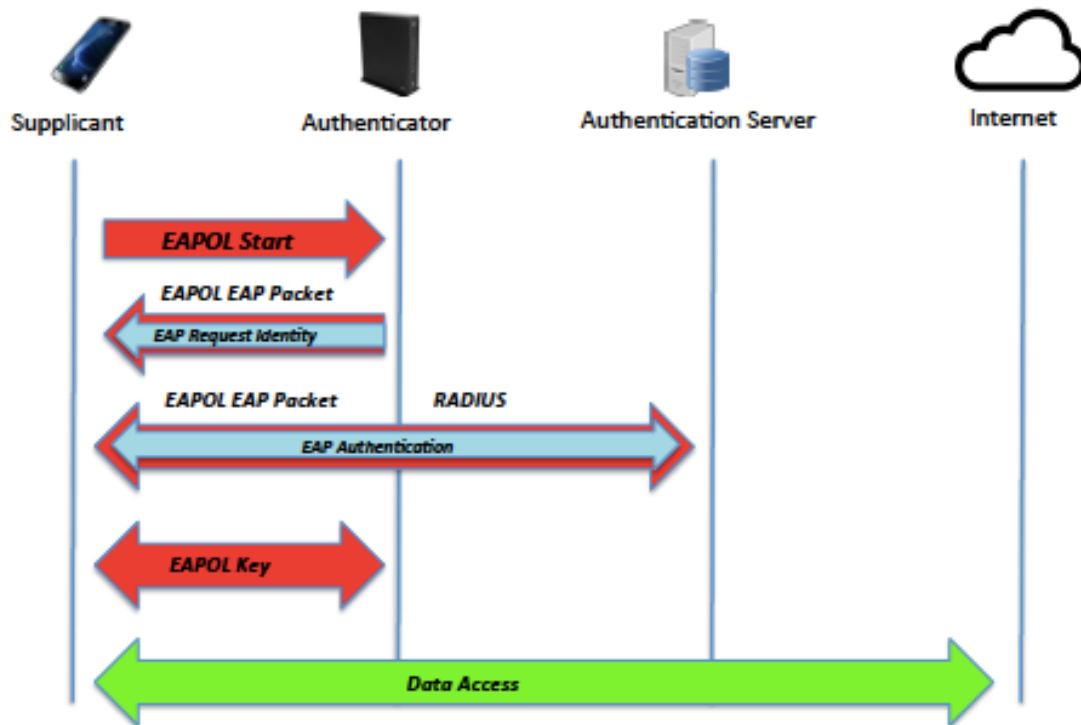 Supplicant
Authenticator
Authentication Server
Internet
EAPOL Start
EAPOL EAP Packet
EAP Request Identity
EAPOL EAP Packet
RADIUS
EAP Authentication
EAPOL Key
Data Access